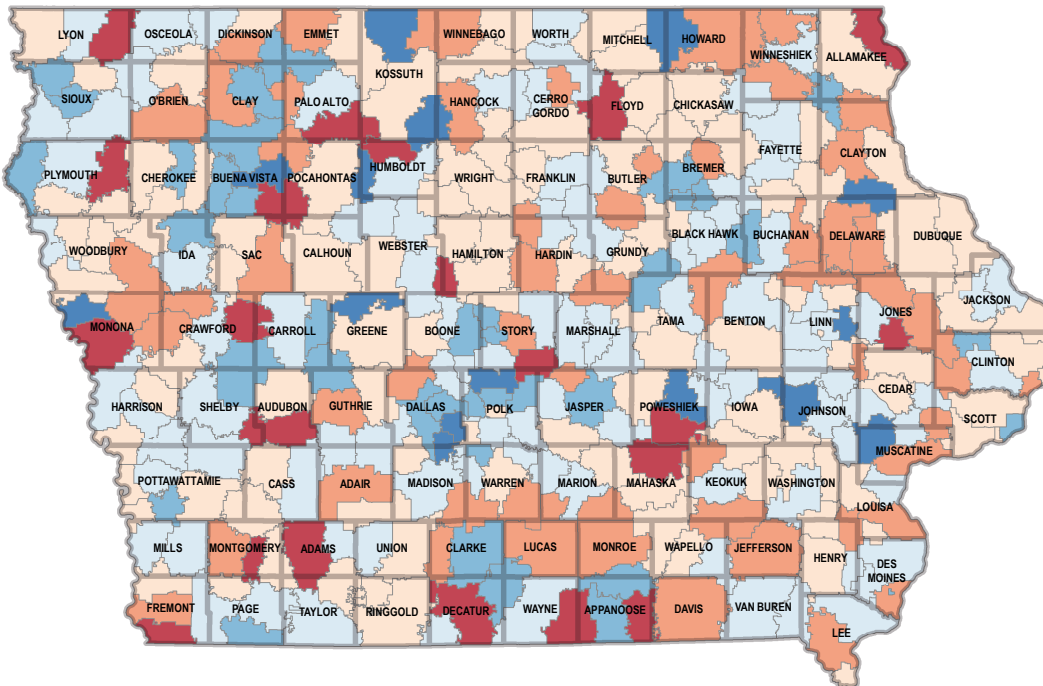 LYON
OSCEOLA
DICKINSON
EMMET
WINNEBAGO
WORTH
MITCHELL
HOWARD
WINNESHIEK
ALLAMAKEE
KOSSUTH
SIOUX
O'BRIEN
CLAY
PALO ALTO
HANCOCK
CERRO
GORDO
FLOYD
CHICKASAW
FAYETTE
CLAYTON
PLYMOUTH
CHEROKEE
BUENA VISTA
POCAHONTAS
HUMBOLDT
WRIGHT
FRANKLIN
BUTLER
BREMER
WOODBURY
IDA
SAC
CALHOUN
WEBSTER
HAMILTON
HARDIN
GRUNDY
BLACK HAWK
BUCHANAN
DELAWARE
DUBUQUE
MONONA
CRAWFORD
CARROLL
GREENE
BOONE
STORY
MARSHALL
TAMA
BENTON
LINN
JONES
JACKSON
CLINTON
HARRISON
SHELBY
AUDUBON
GUTHRIE
DALLAS
POLK
JASPER
POWESHIEK
IOWA
JOHNSON
CEDAR
SCOTT
MUSCATINE
POTTAWATTAMIE
CASS
ADAIR
MADISON
WARREN
MARION
MAHASKA
KEOKUK
WASHINGTON
LOUISA
MILLS
MONTGOMERY
ADAMS
UNION
CLARKE
LUCAS
MONROE
WAPELLO
JEFFERSON
HENRY
DES
MOINES
FREMONT
PAGE
TAYLOR
RINGGOLD
DECATUR
WAYNE
APPANOOSE
DAVIS
VAN BUREN
LEE